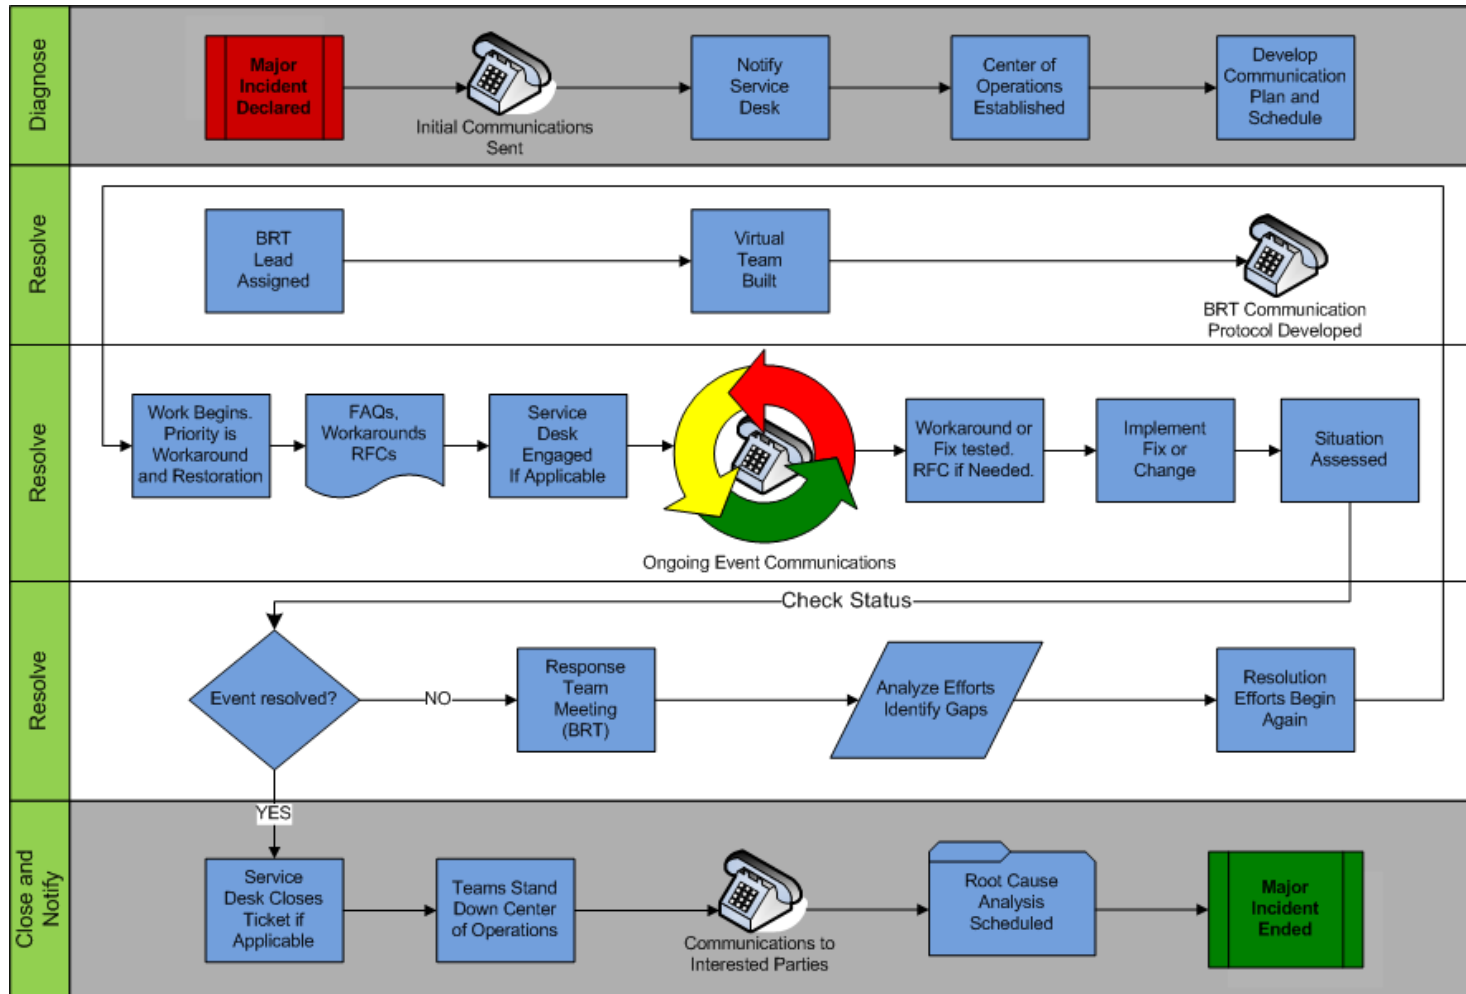 Diagnose
Major
Incident
Declared
Initial Communications
Sent
Notify
Service
Desk
Center of
Operations
Established
Develop
Communication
Plan and
Schedule
Resolve
BRT
Lead
Assigned
Virtual
Team
Built
BRT Communication
Protocol Developed
Resolve
Work Begins.
Priority is
Workaround
and Restoration
FAQs,
Workarounds
RFCs
Service
Desk
Engaged
If Applicable
Ongoing Event Communications
Workaround or
Fix tested.
RFC if Needed.
Implement
Fix or
Change
Situation
Assessed
Resolve
Check Status
Event resolved?
NO
Response
Team
Meeting
(BRT)
Analyze Efforts
Identify Gaps
Resolution
Efforts Begin
Again
YES
Close and
Notify
Service
Desk Closes
Ticket if
Applicable
Teams Stand
Down Center
of Operations
Communications to
Interested Parties
Root Cause
Analysis
Scheduled
Major
Incident
Ended